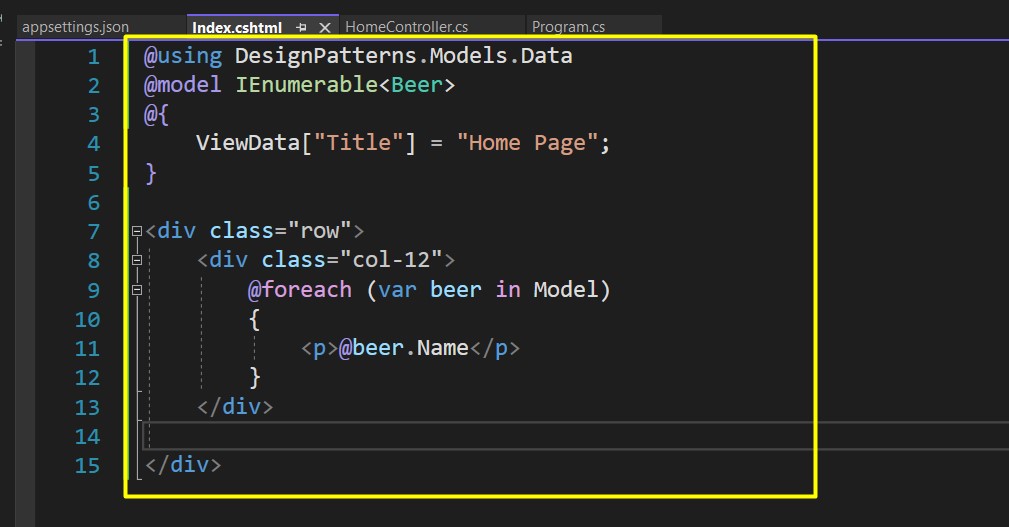 appsettings.json Index.cshtml HomeController.cs Program.cs
1 @using DesignPatterns.Models.Data
2 @model IEnumerable<Beer>
3 @{
4     ViewData["Title"] = "Home Page";
5 }
6
7 <div class="row">
8     <div class="col-12">
9         @foreach (var beer in Model)
10         {
11             <p>@beer.Name</p>
12         }
13     </div>
14
15 </div>